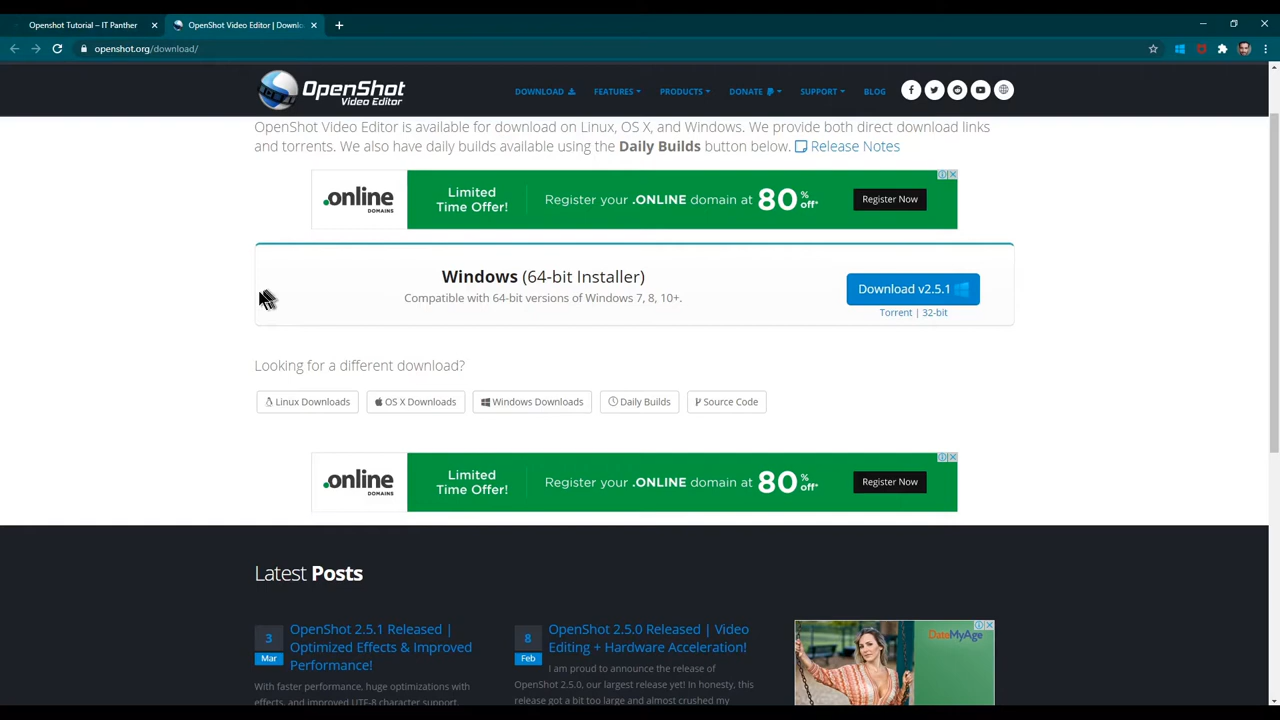 Openshot Tutorial – IT Panther
OpenShot Video Editor | Downlo
openshot.org/download/
OpenShot
Video Editor
DOWNLOAD
FEATURES
PRODUCTS
DONATE
SUPPORT
BLOG
OpenShot Video Editor is available for download on Linux, OS X, and Windows. We provide both direct download links
and torrents. We also have daily builds available using the Daily Builds button below. Release Notes
.online
DOMAINS
Limited
Time Offer!
Register your .ONLINE domain at 80% off*
Register Now
Windows (64-bit Installer)
Compatible with 64-bit versions of Windows 7, 8, 10+.
Download v2.5.1
Torrent | 32-bit
Looking for a different download?
Linux Downloads
OS X Downloads
Windows Downloads
Daily Builds
Source Code
.online
DOMAINS
Limited
Time Offer!
Register your .ONLINE domain at 80% off*
Register Now
Latest Posts
3
Mar
OpenShot 2.5.1 Released |
Optimized Effects & Improved
Performance!
With faster performance, huge optimizations with
effects, and improved UTF-8 character support,
8
Feb
OpenShot 2.5.0 Released | Video
Editing + Hardware Acceleration!
I am proud to announce the release of
OpenShot 2.5.0, our largest release yet! In honesty, this
release got a bit too large and almost crushed my
DateMyAge